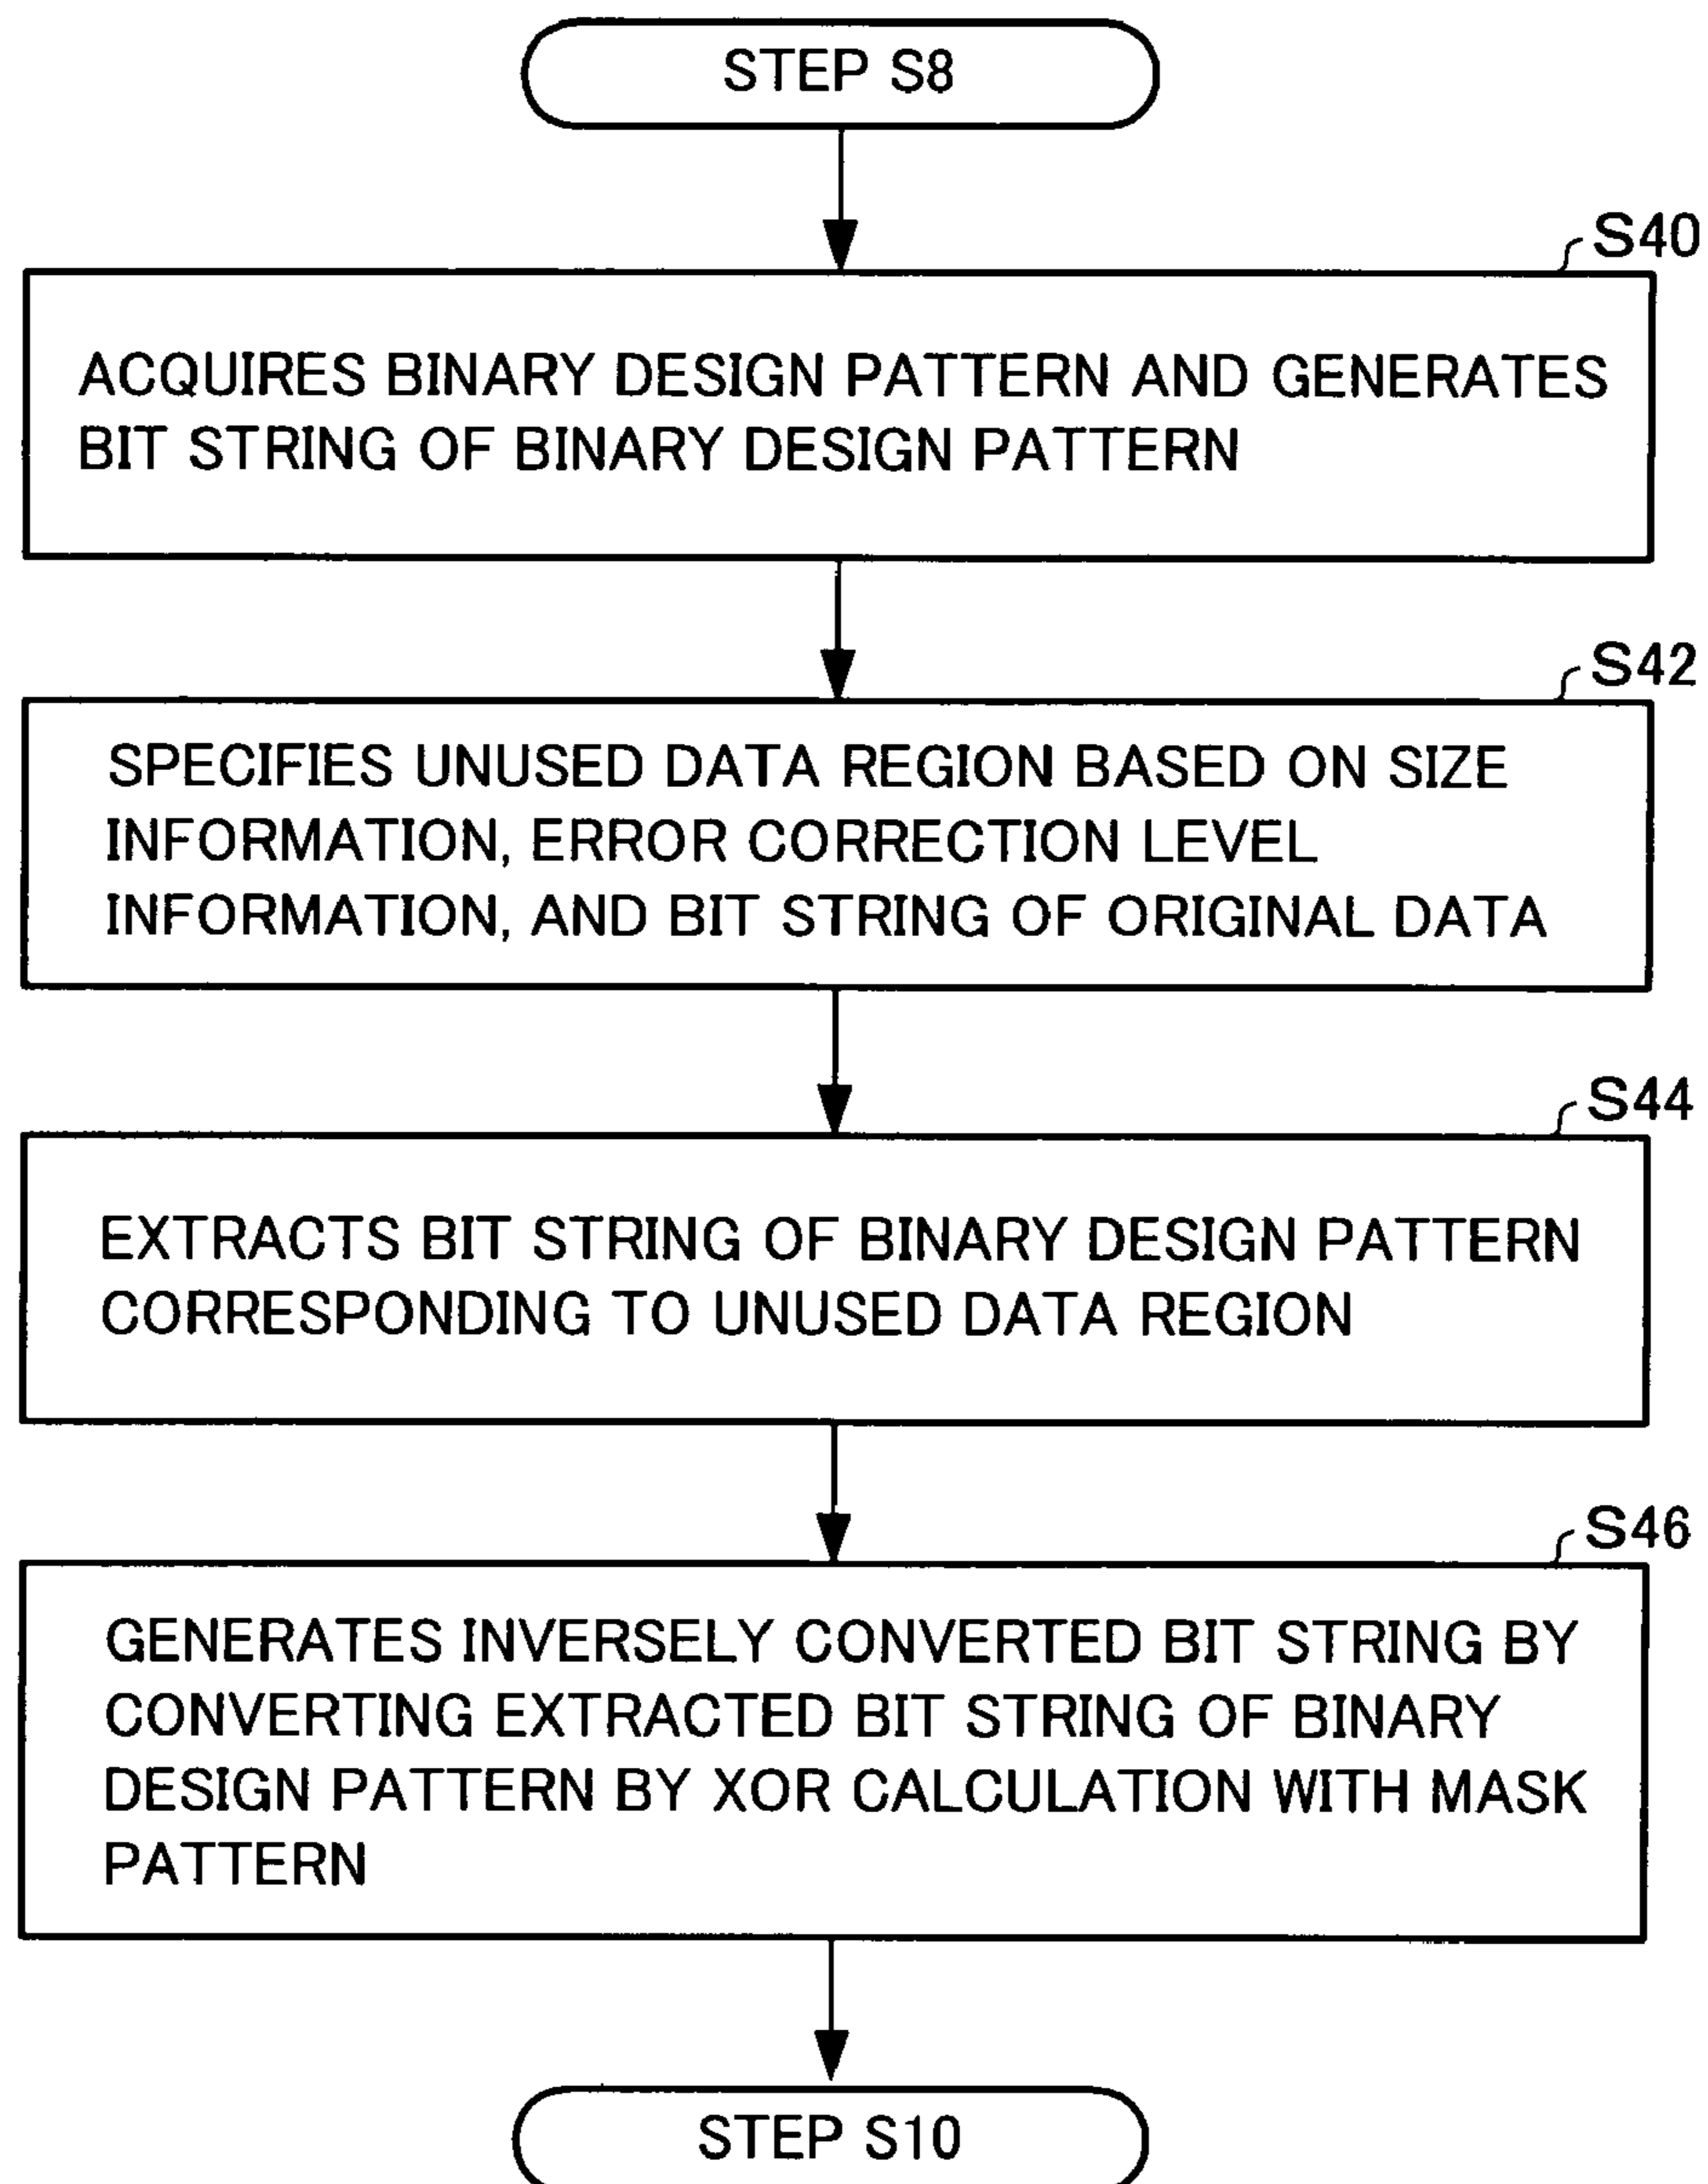 STEP S8
S40
ACQUIRES BINARY DESIGN PATTERN AND GENERATES
BIT STRING OF BINARY DESIGN PATTERN
S42
SPECIFIES UNUSED DATA REGION BASED ON SIZE
INFORMATION, ERROR CORRECTION LEVEL
INFORMATION, AND BIT STRING OF ORIGINAL DATA
S44
EXTRACTS BIT STRING OF BINARY DESIGN PATTERN
CORRESPONDING TO UNUSED DATA REGION
S46
GENERATES INVERSELY CONVERTED BIT STRING BY
CONVERTING EXTRACTED BIT STRING OF BINARY
DESIGN PATTERN BY XOR CALCULATION WITH MASK
PATTERN
STEP S10